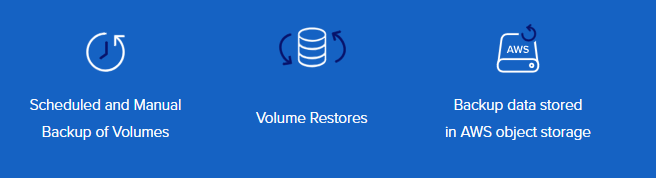 AWS
Scheduled and Manual
Backup of Volumes
Volume Restores
Backup data stored
in AWS object storage